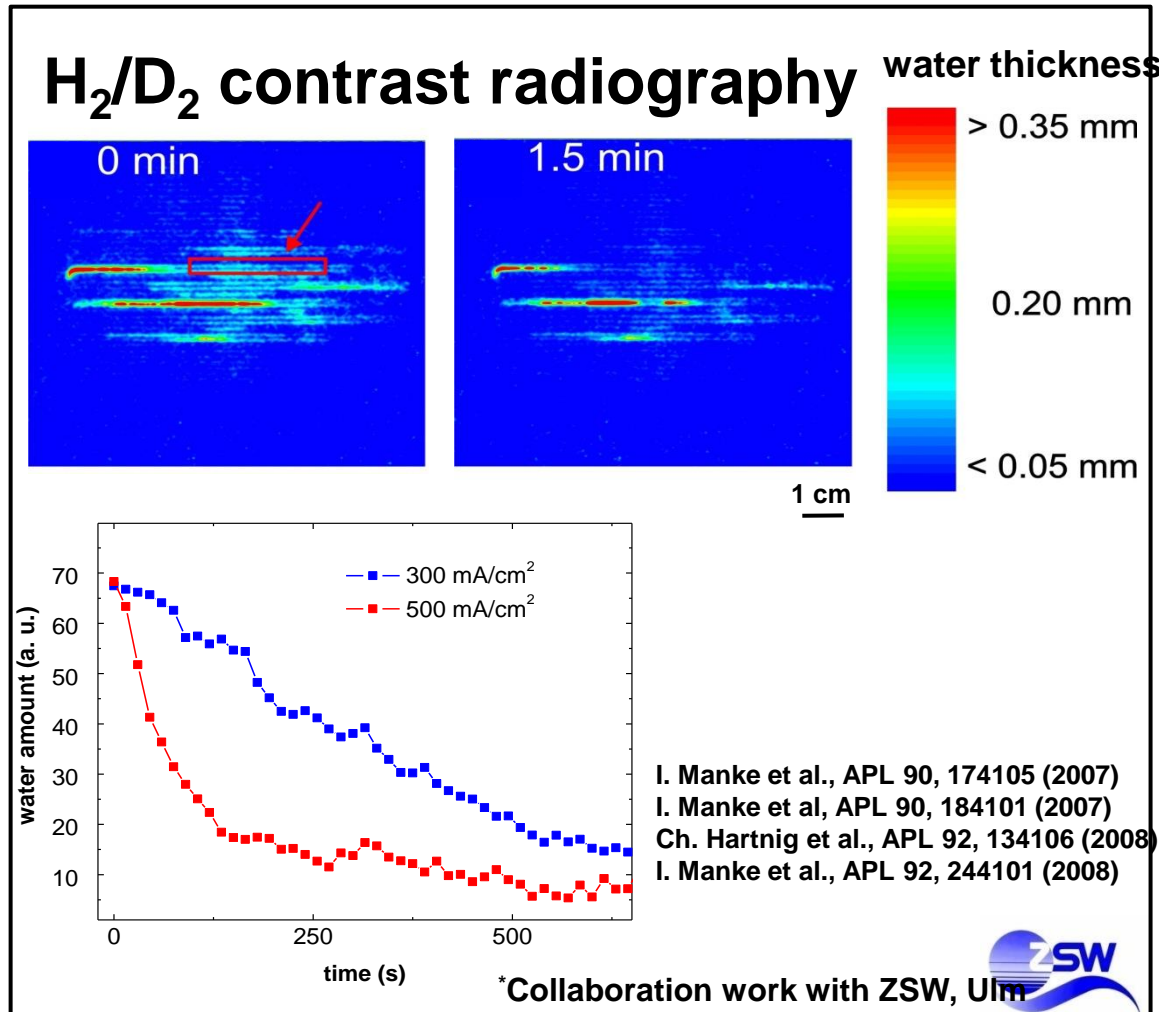 H2/D2 contrast radiography
water thickness
0 min
1.5 min
> 0.35 mm
0.20 mm
< 0.05 mm
1 cm
70
60
50
40
30
20
10
water amount (a. u.)
300 mA/cm2
500 mA/cm2
0
250
500
time (s)
I. Manke et al., APL 90, 174105 (2007)
I. Manke et al, APL 90, 184101 (2007)
Ch. Hartnig et al., APL 92, 134106 (2008)
I. Manke et al., APL 92, 244101 (2008)
*Collaboration work with ZSW, Ulm
ZSW